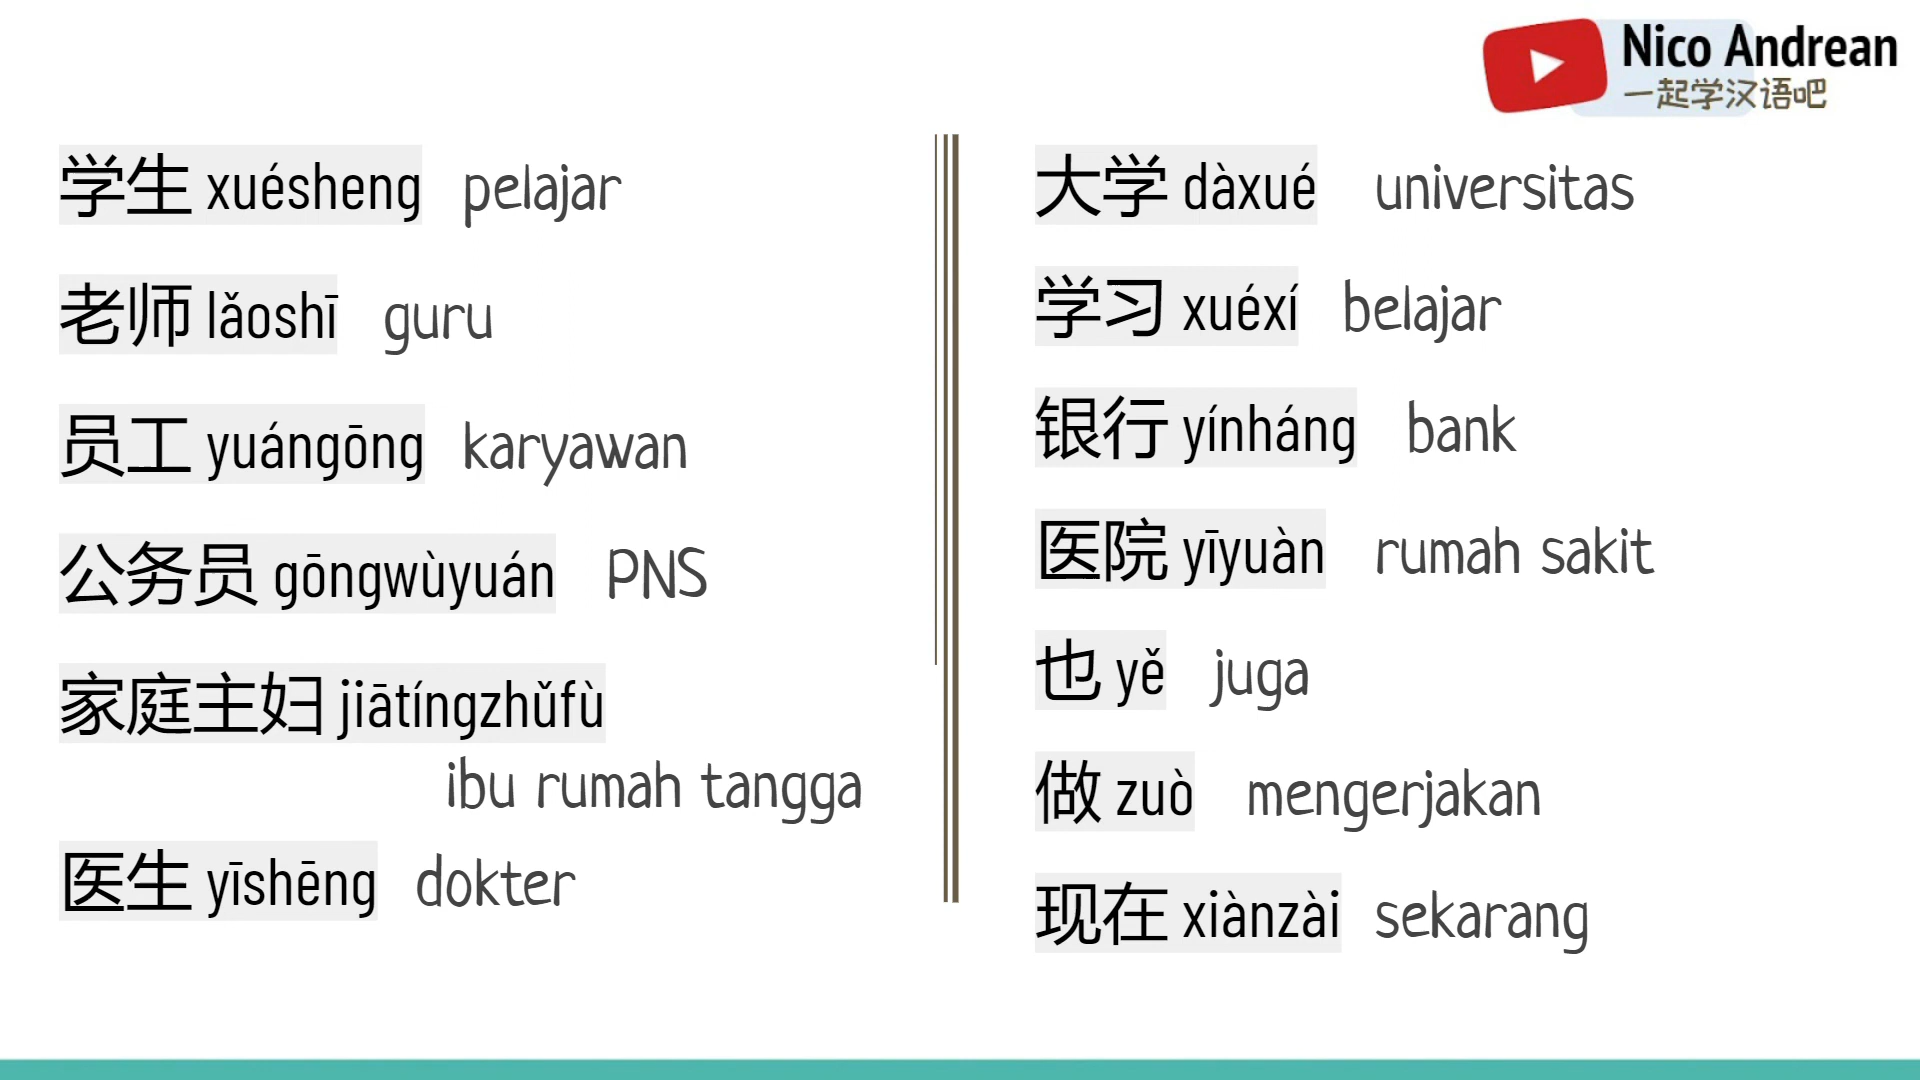 Nico Andrean
一起学汉语吧
学生 xuésheng pelajar
老师 lǎoshī guru
员工 yuángōng karyawan
公务员 gōngwùyuán PNS
家庭主妇 jiātíngzhǔfù
ibu rumah tangga
医生 yīshēng dokter
大学 dàxué universitas
学习 xuéxí belajar
银行 yínháng bank
医院 yīyuàn rumah sakit
也 yě juga
做 zuò mengerjakan
现在 xiànzài sekarang